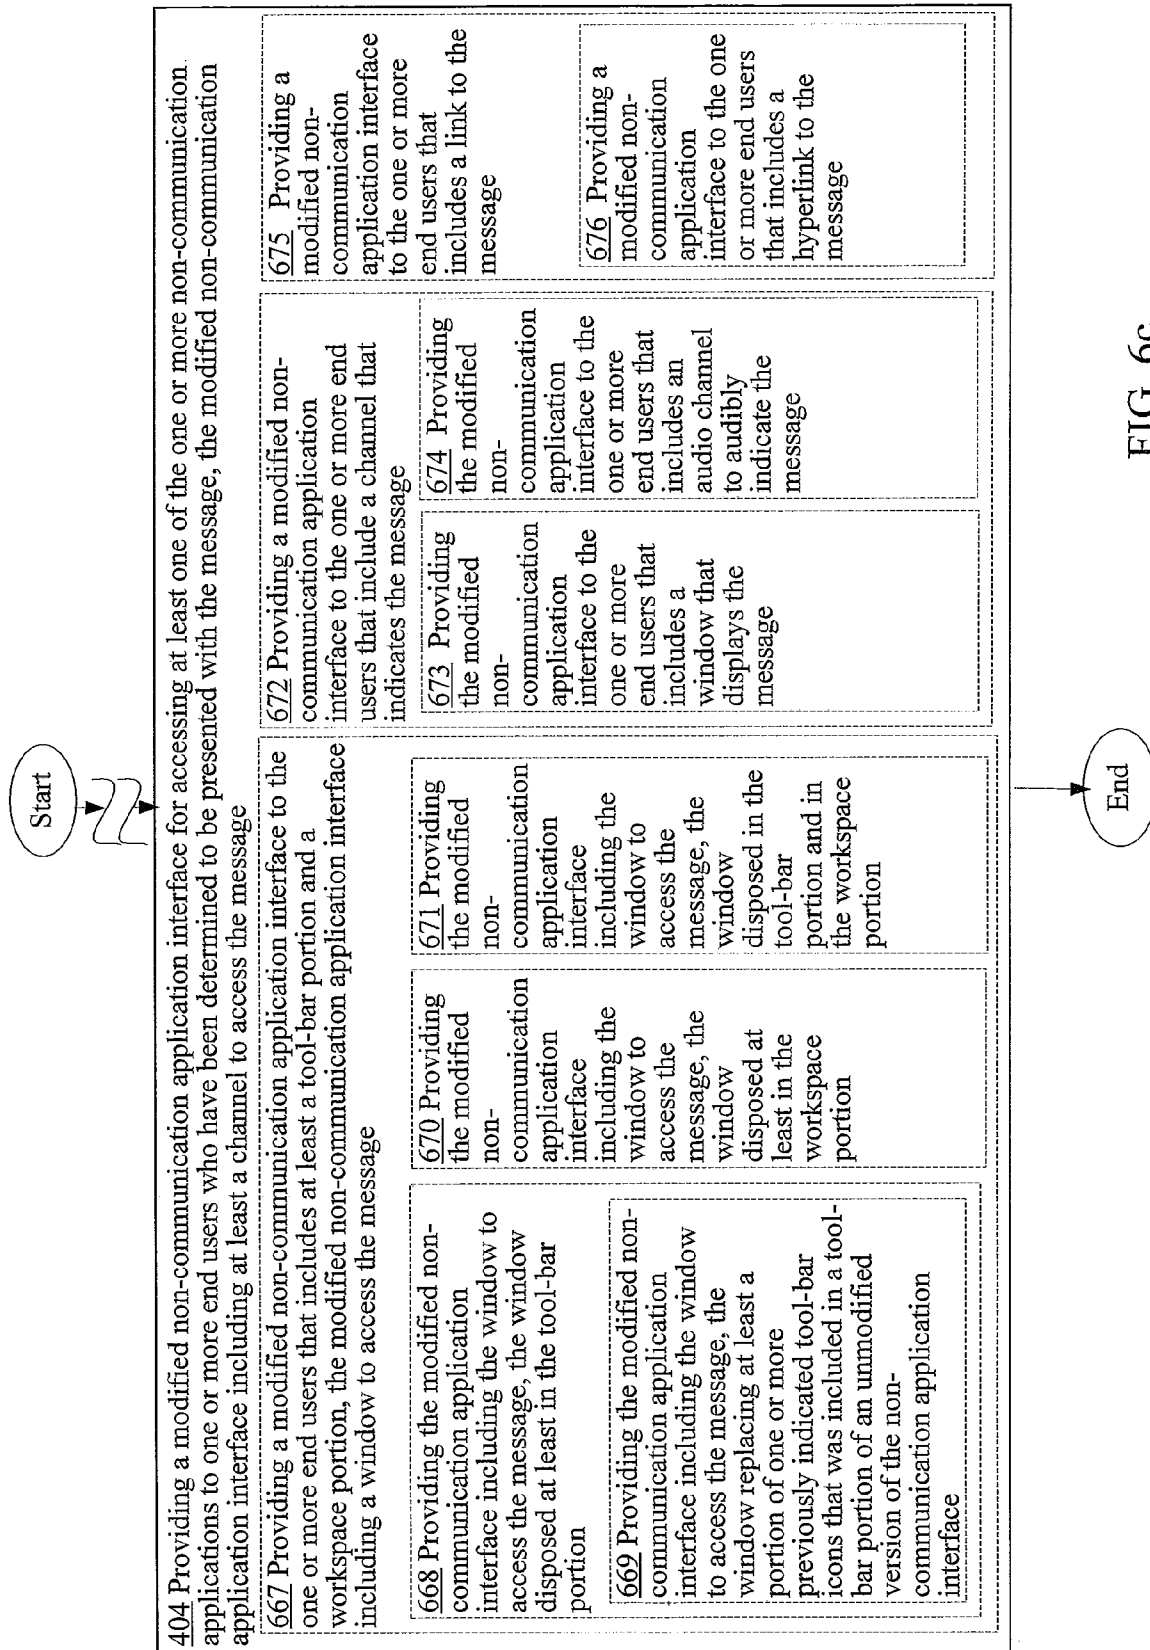 Start
404 Providing a modified non-communication application interface for accessing at least one of the one or more non-communication
applications to one or more end users who have been determined to be presented with the message, the modified non-communication
application interface including at least a channel to access the message
667 Providing a modified non-communication application interface to the
one or more end users that includes at least a tool-bar portion and a
workspace portion, the modified non-communication application interface
including a window to access the message
668 Providing the modified non-
communication application
interface including the window to
access the message, the window
disposed at least in the tool-bar
portion
669 Providing the modified non-
communication application
interface including the window
to access the message, the
window replacing at least a
portion of one or more
previously indicated tool-bar
icons that was included in a tool-
bar portion of an unmodified
version of the non-
communication application
interface
670 Providing
the modified
non-
communication
application
interface
including the
window to
access the
message, the
window
disposed at
least in the
workspace
portion
671 Providing
the modified
non-
communication
application
interface
including the
window to
access the
message, the
window
disposed in the
tool-bar
portion and in
the workspace
portion
672 Providing a modified non-
communication application
interface to the one or more end
users that include a channel that
indicates the message
673 Providing
the modified
non-
communication
application
interface to the
one or more
end users that
includes a
window that
displays the
message
674 Providing
the modified
non-
communication
application
interface to the
one or more
end users that
includes an
audio channel
to audibly
indicate the
message
675 Providing a
modified non-
communication
application interface
to the one or more
end users that
includes a link to the
message
676 Providing a
modified non-
communication
application
interface to the one
or more end users
that includes a
hyperlink to the
message
End
FIG. 6c